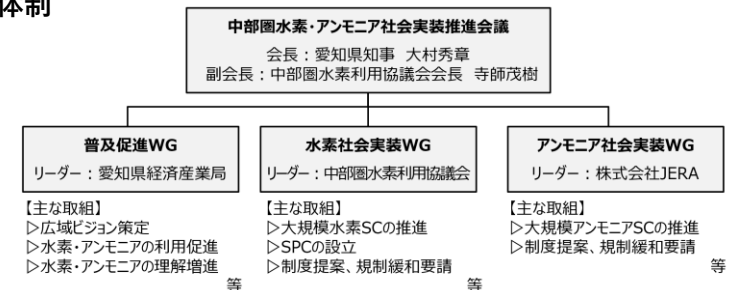 体制
中部圏水素・アンモニア社会実装推進会議
会長：愛知県知事 大村秀章
副会長：中部圏水素利用協議会会長 寺師茂樹
普及促進WG
リーダー：愛知県経済産業局
【主な取組】
▷広域ビジョン策定
▷水素・アンモニアの利用促進
▷水素・アンモニアの理解増進
等
水素社会実装WG
リーダー：中部圏水素利用協議会
【主な取組】
▷大規模水素SCの推進
▷SPCの設立
▷制度提案、規制緩和要請
等
アンモニア社会実装WG
リーダー：株式会社JERA
【主な取組】
▷大規模アンモニアSCの推進
▷制度提案、規制緩和要請
等